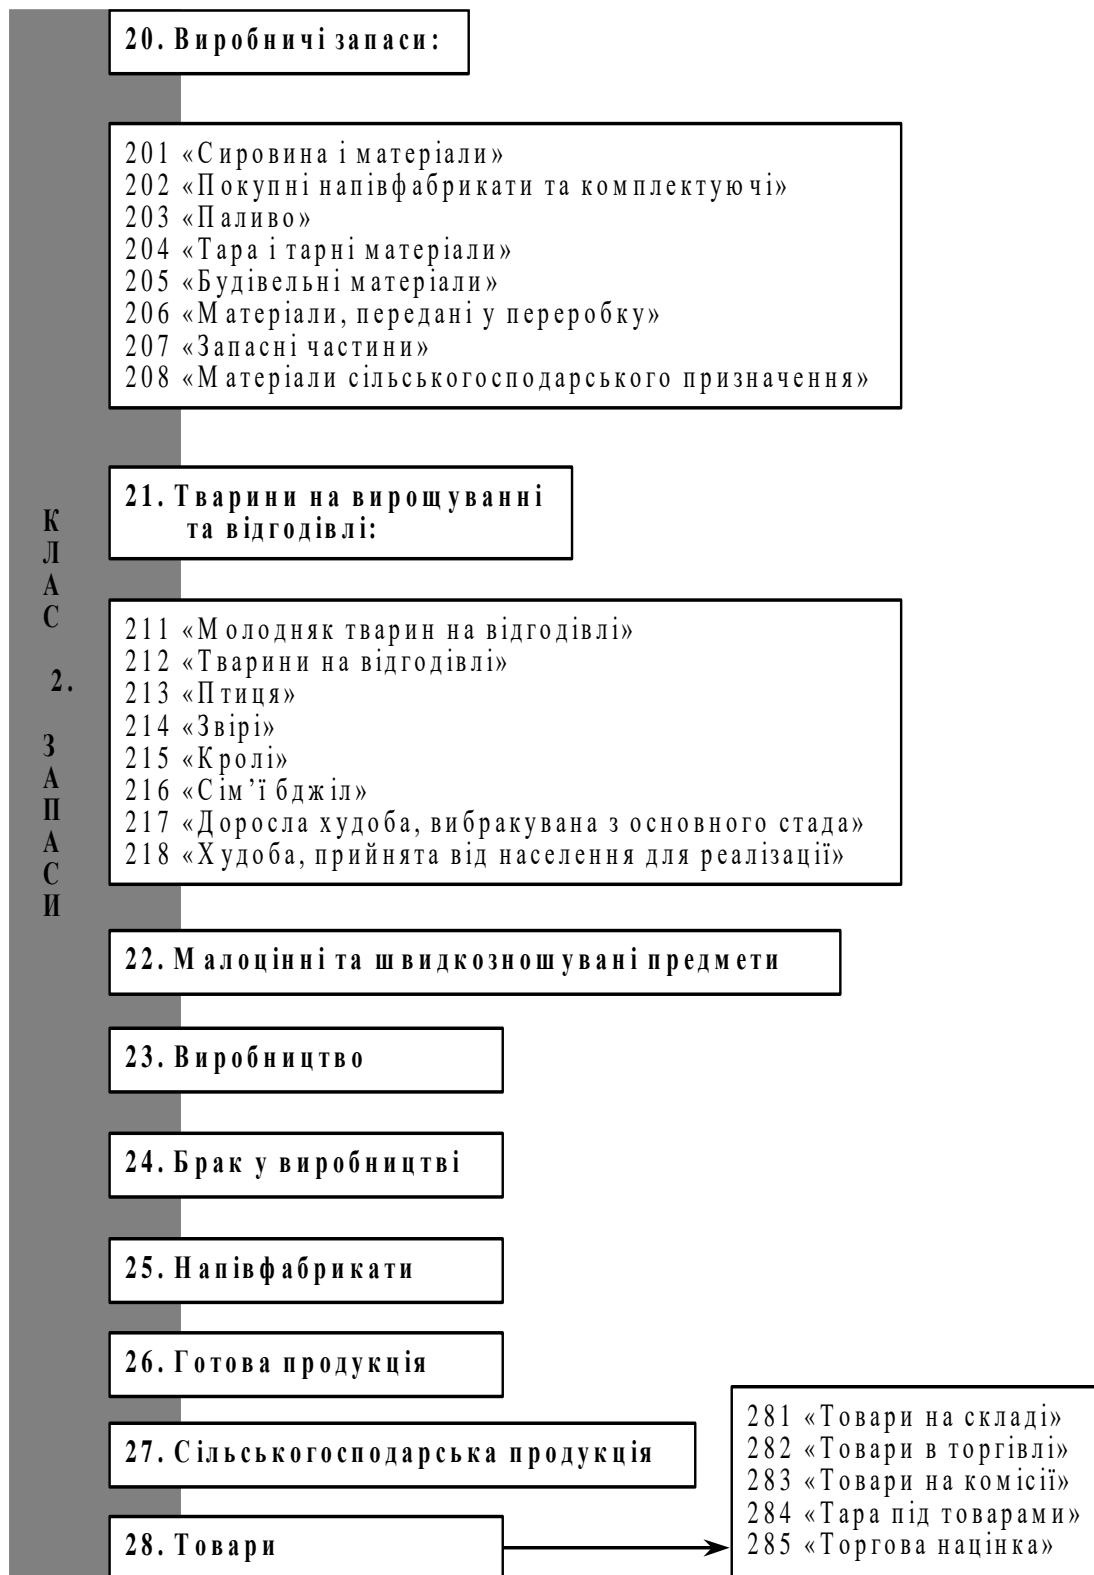 20. Виробничі запаси:
201 «Сировина і матеріали»
202 «Покупні напівфабрикати та комплектуючі»
203 «Паливо»
204 «Тара і тарні матеріали»
205 «Будівельні матеріали»
206 «Матеріали, передані у переробку»
207 «Запасні частини»
208 «Матеріали сільськогосподарського призначення»
КЛАС 2. ЗАПАСИ
21. Тварини на вирощуванні
та відгодівлі:
211 «Молодняк тварин на відгодівлі»
212 «Тварини на відгодівлі»
213 «Птиця»
214 «Звірі»
215 «Кролі»
216 «Сім’ї бджіл»
217 «Доросла худоба, вибракувана з основного стада»
218 «Худоба, прийнята від населення для реалізації»
22. Малоцінні та швидкозношувані предмети
23. Виробництво
24. Брак у виробництві
25. Напівфабрикати
26. Готова продукція
27. Сільськогосподарська продукція
28. Товари
281 «Товари на складі»
282 «Товари в торгівлі»
283 «Товари на комісії»
284 «Тара під товарами»
285 «Торгова націнка»